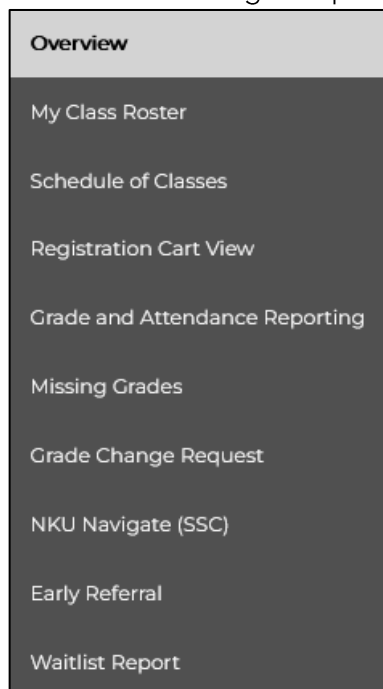 Overview
My Class Roster
Schedule of Classes
Registration Cart View
Grade and Attendance Reporting
Missing Grades
Grade Change Request
NKU Navigate (SSC)
Early Referral
Waitlist Report